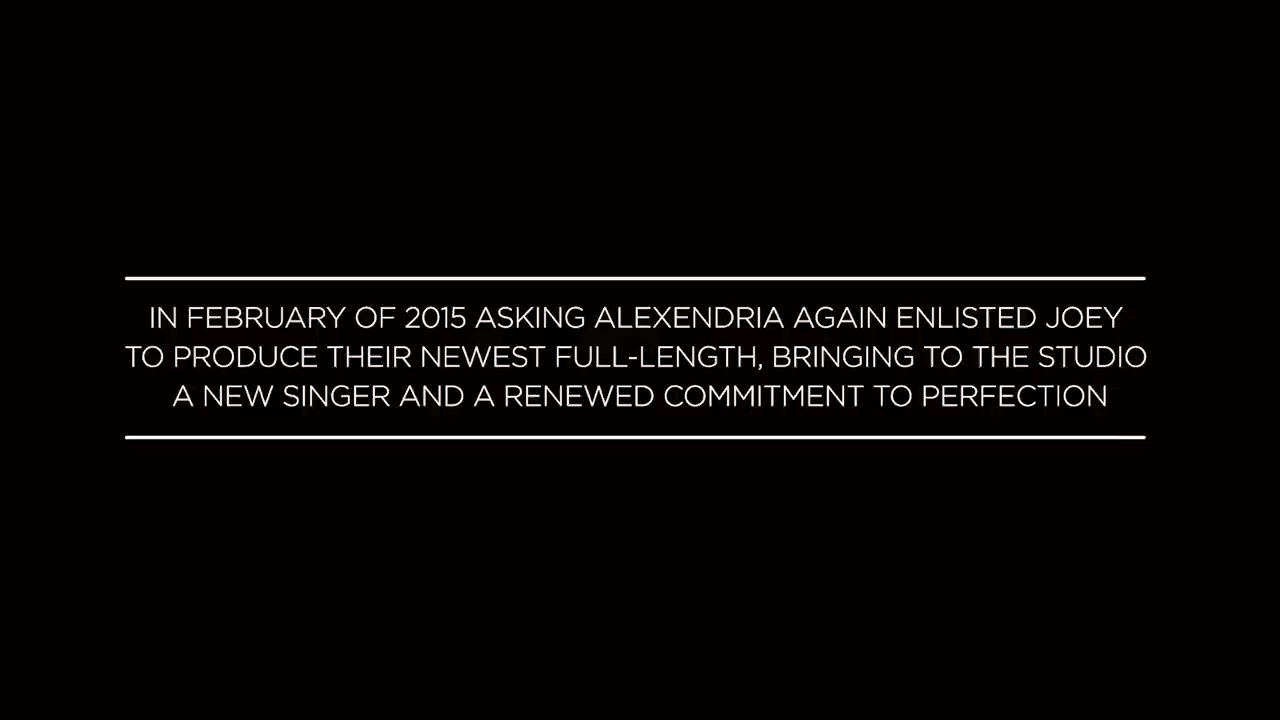 IN FEBRUARY OF 2015 ASKING ALEXENDRIA AGAIN ENLISTED JOEY
TO PRODUCE THEIR NEWEST FULL-LENGTH, BRINGING TO THE STUDIO
A NEW SINGER AND A RENEWED COMMITMENT TO PERFECTION